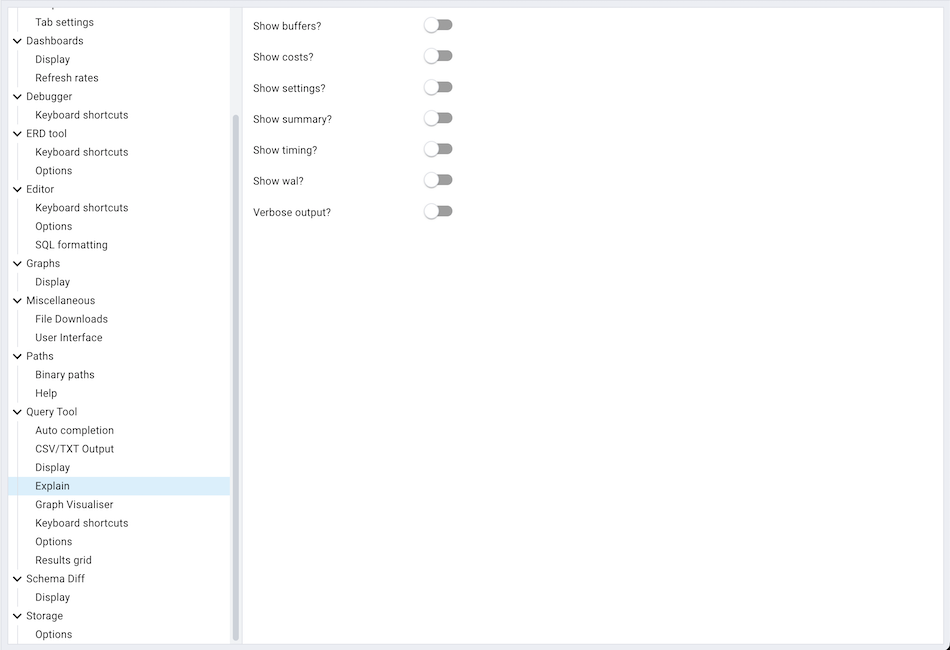 Tab settings
Dashboards
Display
Refresh rates
Debugger
Keyboard shortcuts
ERD tool
Keyboard shortcuts
Options
Editor
Keyboard shortcuts
Options
SQL formatting
Graphs
Display
Miscellaneous
File Downloads
User Interface
Paths
Binary paths
Help
Query Tool
Auto completion
CSV/TXT Output
Display
Explain
Graph Visualiser
Keyboard shortcuts
Options
Results grid
Schema Diff
Display
Storage
Options
Show buffers?
Show costs?
Show settings?
Show summary?
Show timing?
Show wal?
Verbose output?